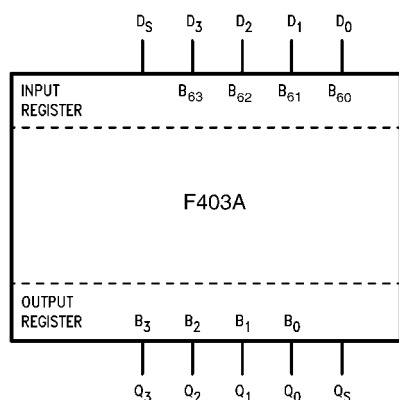 D_S D_3 D_2 D_1 D_0
INPUT B_63 B_62 B_61 B_60
REGISTER
F403A
OUTPUT
REGISTER B_3 B_2 B_1 B_0
Q_3 Q_2 Q_1 Q_0 Q_S